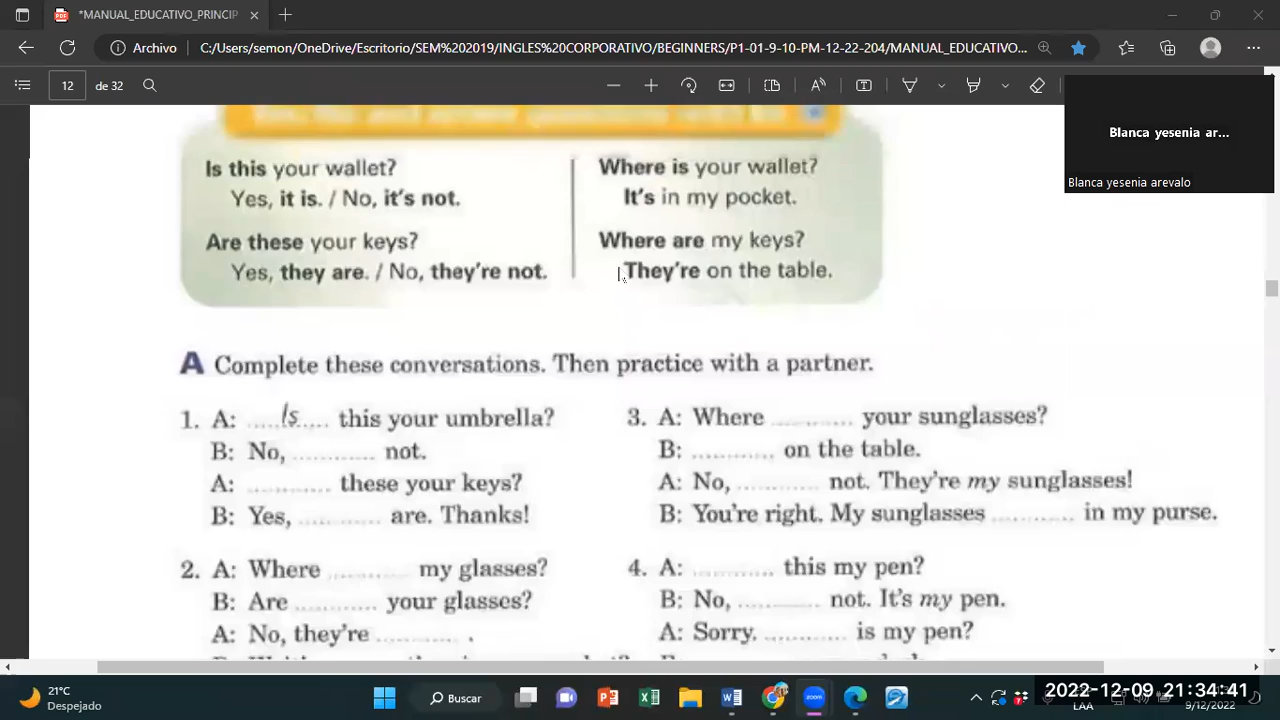 *MANUAL_EDUCATIVO_PRINCIP
Archivo
C:/Users/semon/OneDrive/Escritorio/SEM%202019/INGLES%20CORPORATIVO/BEGINNERS/P1-01-9-10-PM-12-22-204/MANUAL_EDUCATIVO...
12
de 32
Blanca yesenia ar...
Blanca yesenia arevalo
Is this your wallet?
Yes, it is. / No, it's not.
Are these your keys?
Yes, they are. / No, they're not.
Where is your wallet?
It's in my pocket.
Where are my keys?
They're on the table.
A Complete these conversations. Then practice with a partner.
1. A: .....Is..... this your umbrella?
B: No, ............ not.
A: ............ these your keys?
B: Yes, ............ are. Thanks!
2. A: Where ............ my glasses?
B: Are ............ your glasses?
A: No, they're ............ .
3. A: Where ............ your sunglasses?
B: ............ on the table.
A: No, ............ not. They're my sunglasses!
B: You're right. My sunglasses ............ in my purse.
4. A: ............ this my pen?
B: No, ............ not. It's my pen.
A: Sorry. ............ is my pen?
21°C
Despejado
Buscar
2022-12-09 21:34:41
LAA
9/12/2022